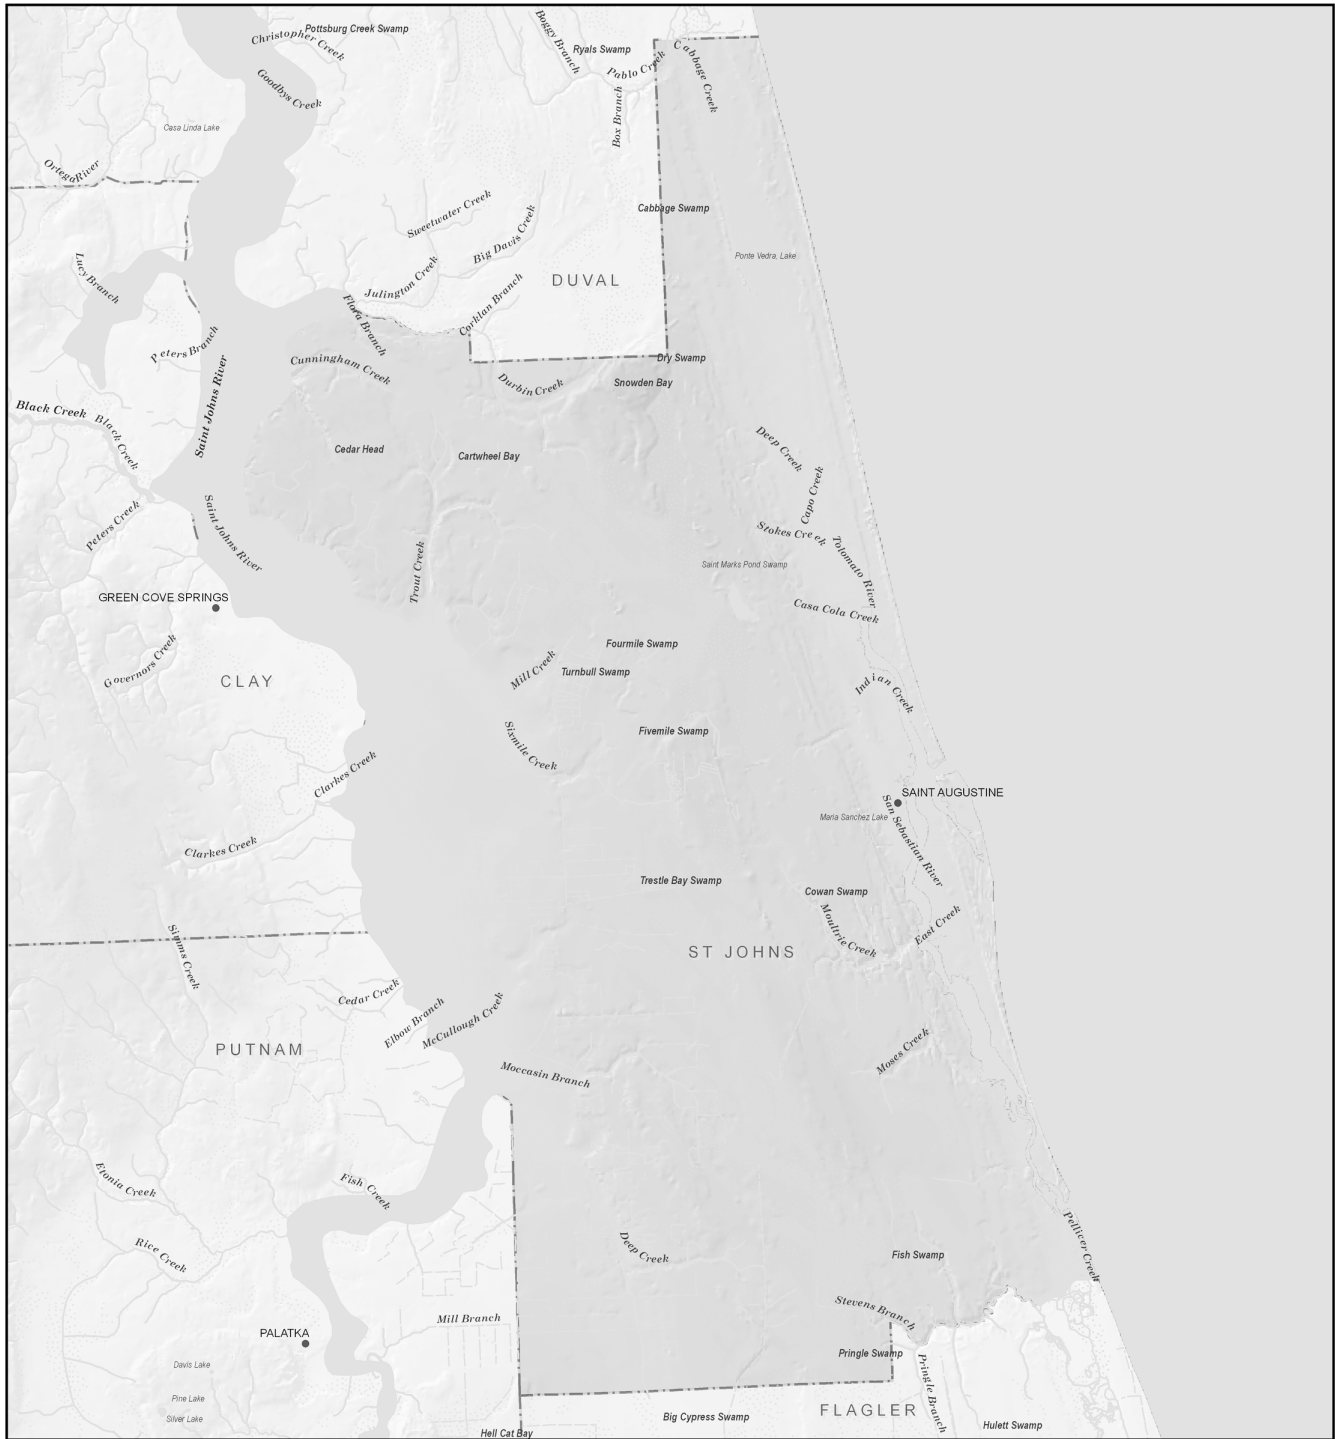 Boggy Branch
Pottsburg Creek Swamp
Christopher Creek
Ryals Swamp
Cabbage Creek
Pablo Creek
Goodbys Creek
Box Branch
Casa Linda Lake
Ortega River
Sweetwater Creek
Cabbage Swamp
Big Davis Creek
Ponte Vedra, Lake
Lucy Branch
Julington Creek
DUVAL
Corklan Branch
Flora Branch
Peters Branch
Cunningham Creek
Dry Swamp
Saint Johns River
Durbin Creek
Snowden Bay
Black Creek
Black Creek
Cedar Head
Cartwheel Bay
Deep Creek
Capo Creek
Peters Creek
Saint Johns River
Stokes Creek
Trout Creek
Saint Marks Pond Swamp
Tolomato River
GREEN COVE SPRINGS
Casa Cola Creek
Governors Creek
Fourmile Swamp
Mill Creek
Turnbull Swamp
CLAY
Indian Creek
Sixmile Creek
Fivemile Swamp
Clarkes Creek
SAINT AUGUSTINE
Maria Sanchez Lake
San Sebastian River
Clarkes Creek
Trestle Bay Swamp
Cowan Swamp
Moultrie Creek
East Creek
Simms Creek
ST JOHNS
Cedar Creek
Elbow Branch
McCullough Creek
PUTNAM
Moses Creek
Moccasin Branch
Etonia Creek
Fish Creek
Pellicer Creek
Rice Creek
Deep Creek
Fish Swamp
Stevens Branch
Mill Branch
PALATKA
Pringle Swamp
Davis Lake
Pringle Branch
Pine Lake
FLAGLER
Silver Lake
Big Cypress Swamp
Hulett Swamp
Hell Cat Bay